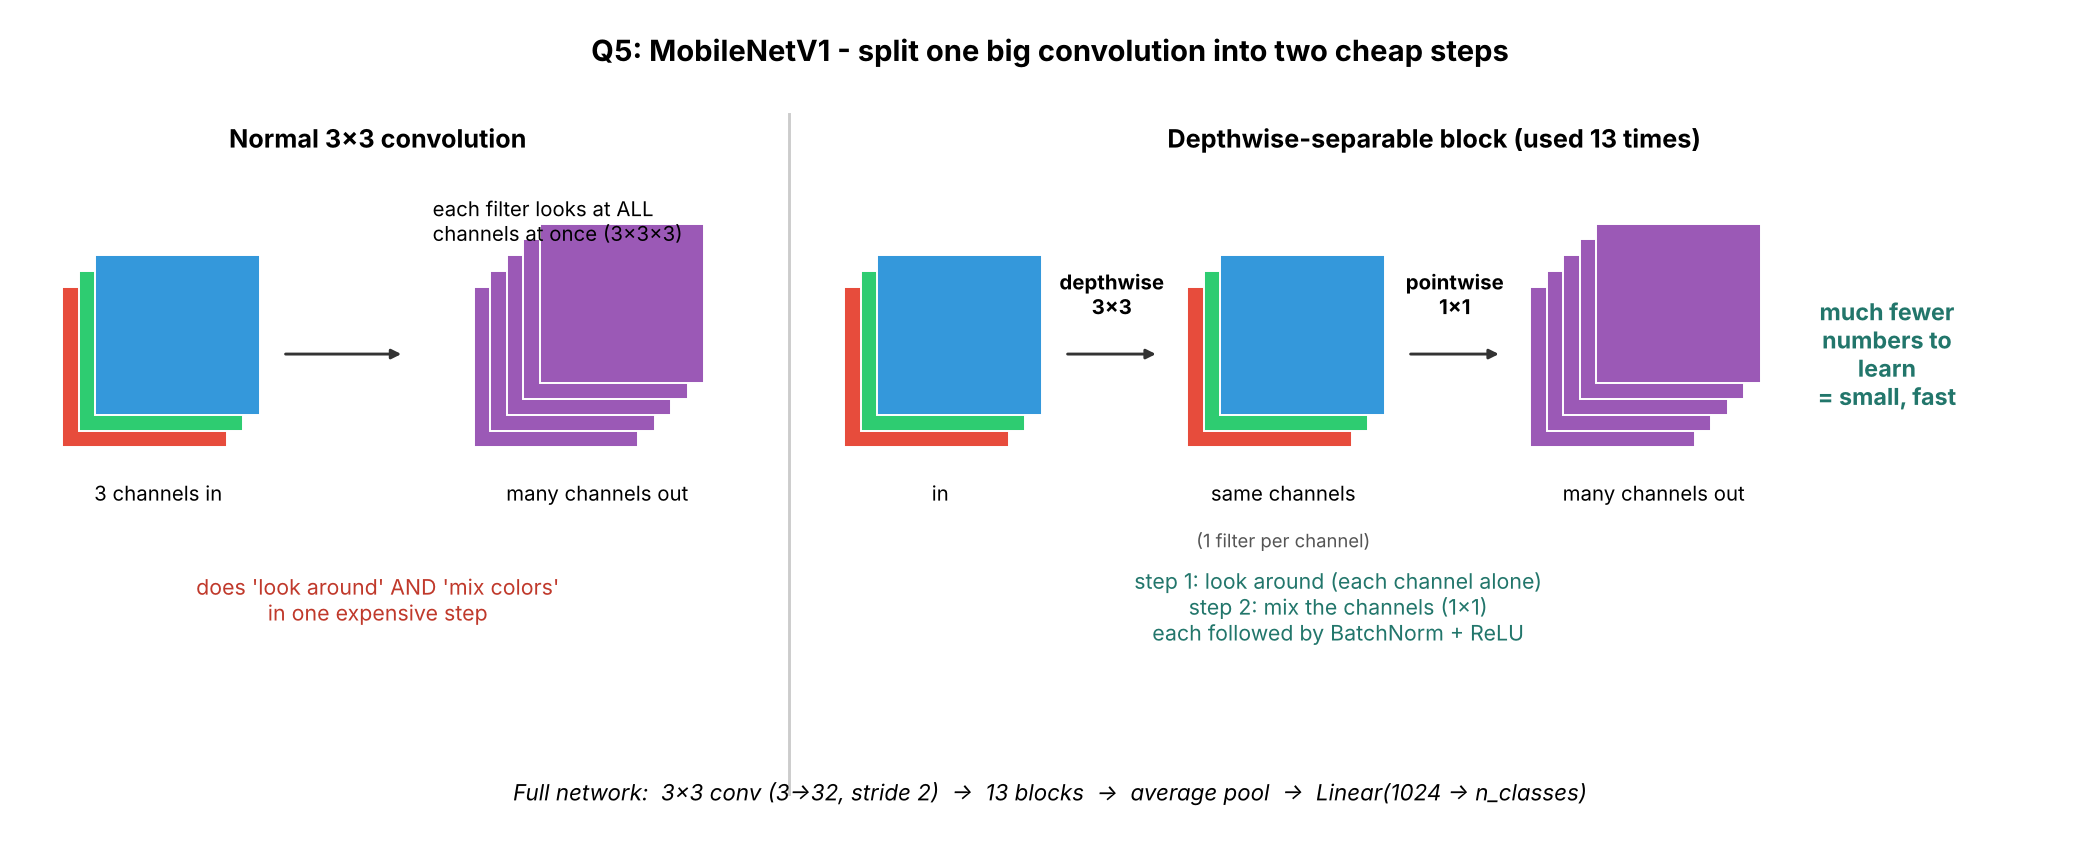 Q5: MobileNetV1 - split one big convolution into two cheap steps
Normal 3×3 convolution
each filter looks at ALL
channels at once (3×3×3)
3 channels in
many channels out
does 'look around' AND 'mix colors'
in one expensive step
Depthwise-separable block (used 13 times)
depthwise
3×3
pointwise
1×1
much fewer
numbers to
learn
= small, fast
in
same channels
many channels out
(1 filter per channel)
step 1: look around (each channel alone)
step 2: mix the channels (1×1)
each followed by BatchNorm + ReLU
Full network: 3×3 conv (3→32, stride 2) → 13 blocks → average pool → Linear(1024 → n_classes)